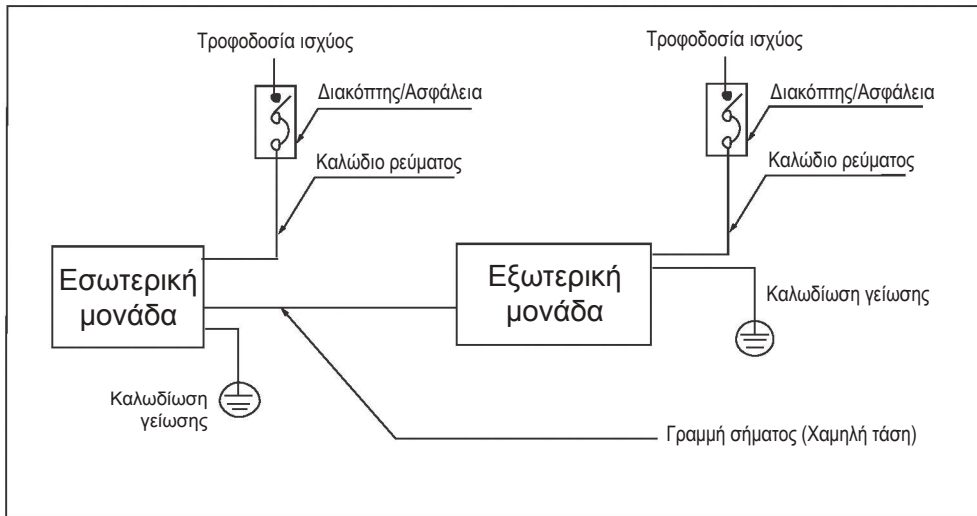 Τροφοδοσία ισχύος
Τροφοδοσία ισχύος
Διακόπτης/Ασφάλεια
Διακόπτης/Ασφάλεια
Καλώδιο ρεύματος
Καλώδιο ρεύματος
Εσωτερική
μονάδα
Εξωτερική
μονάδα
Καλωδίωση γείωσης
Καλωδίωση
γείωσης
Γραμμή σήματος (Χαμηλή τάση)